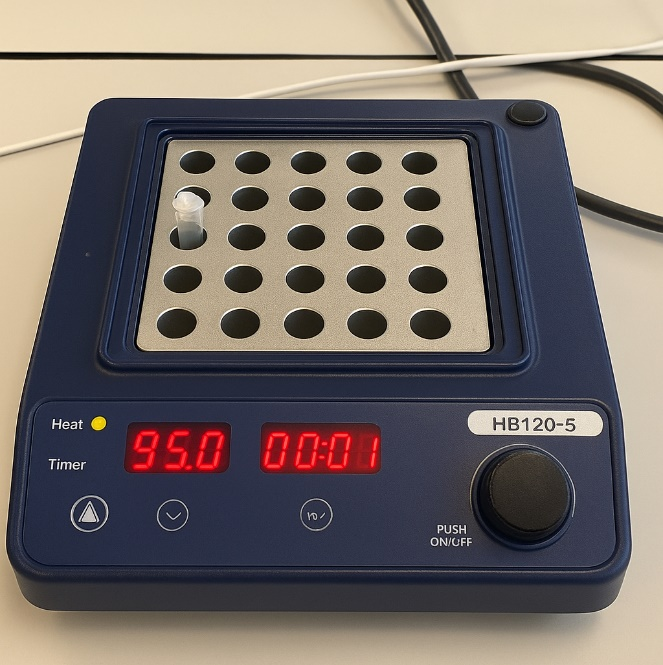 Heat
95.0
00:01
HB120-5
Timer
PUSH
ON/OFF